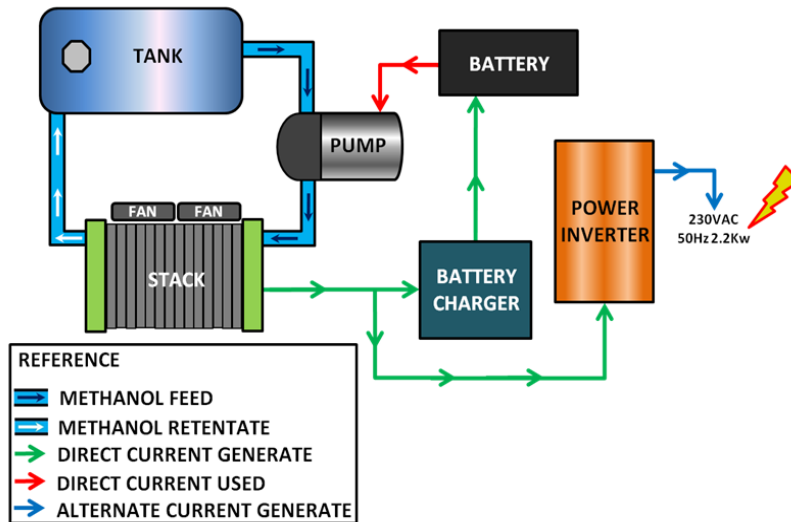 TANK
BATTERY
PUMP
FAN FAN
STACK
BATTERY
CHARGER
POWER
INVERTER
230VAC
50Hz 2.2Kw
REFERENCE
METHANOL FEED
METHANOL RETENTATE
DIRECT CURRENT GENERATE
DIRECT CURRENT USED
ALTERNATE CURRENT GENERATE